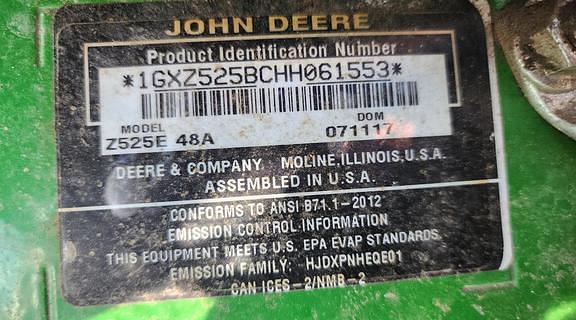 JOHN DEERE
Product Identification Number
*1GXZ525BCHH061553*
MODEL DOM
Z525E 48A 071117
DEERE & COMPANY MOLINE, ILLINOIS, U.S.A.
ASSEMBLED IN U.S.A.
CONFORMS TO ANSI B71.1-2012
EMISSION CONTROL INFORMATION
THIS EQUIPMENT MEETS U.S. EPA EVAP STANDARDS.
EMISSION FAMILY: HJDXPNHEQE01
CAN ICES-2/NMB-2